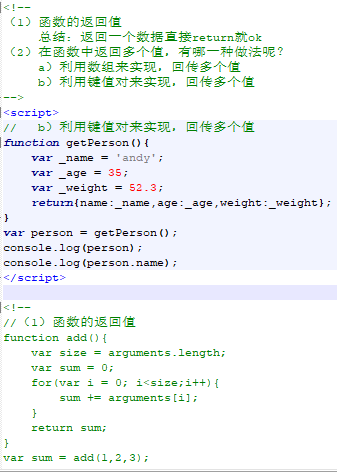 <!--
（1）函数的返回值
总结：返回一个数据直接return就ok
（2）在函数中返回多个值，有哪一种做法呢？
a）利用数组来实现，回传多个值
b）利用键值对来实现，回传多个值
-->
<script>
// b）利用键值对来实现，回传多个值
function getPerson(){
var _name = 'andy';
var _age = 35;
var _weight = 52.3;
return{name:_name,age:_age,weight:_weight};
}
var person = getPerson();
console.log(person);
console.log(person.name);
</script>
<!--
//（1）函数的返回值
function add(){
var size = arguments.length;
var sum = 0;
for(var i = 0; i<size;i++){
sum += arguments[i];
}
return sum;
}
var sum = add(1,2,3);